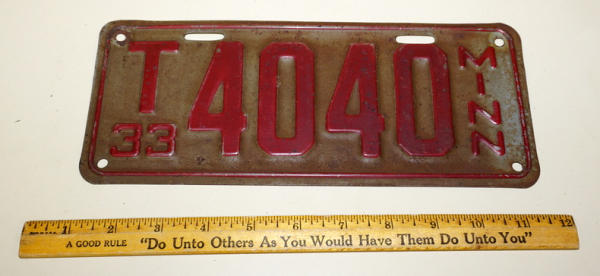 T 4040 MINN
33
1 2 3 4 5 6 7 8 9 10 11 12
A GOOD RULE "Do Unto Others As You Would Have Them Do Unto You"